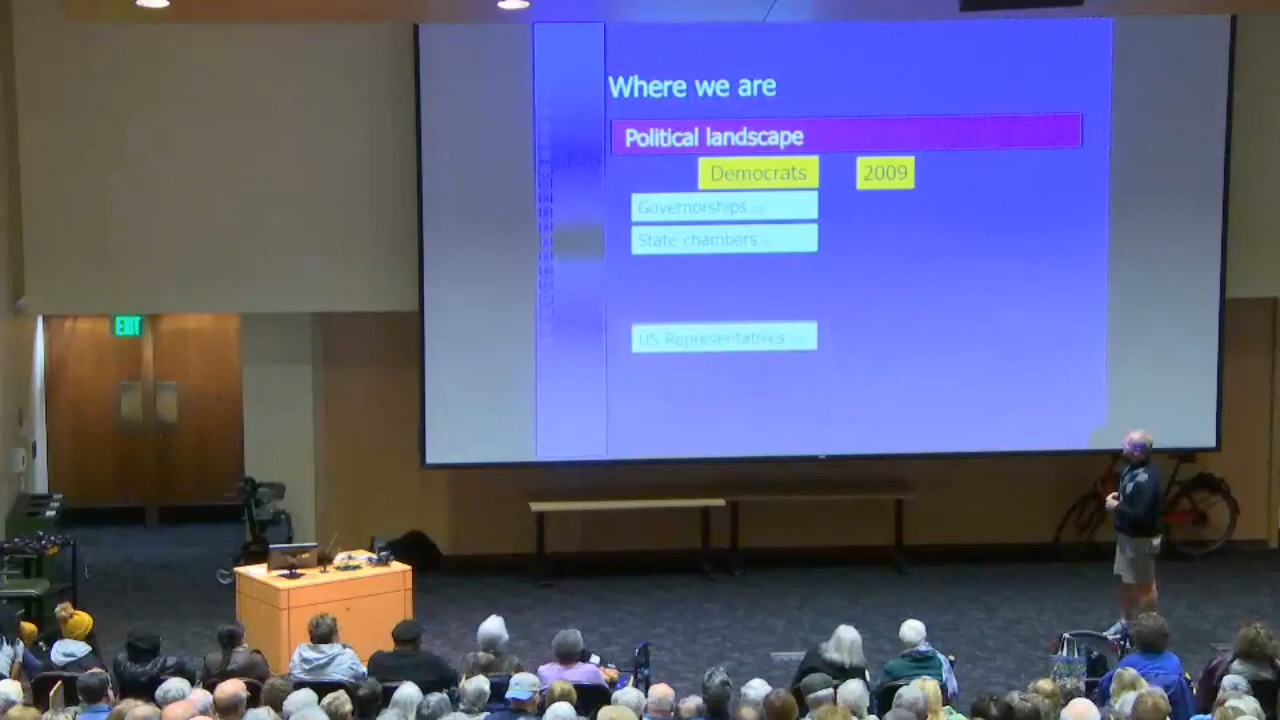 Where we are
Political landscape
Democrats 2009
Governorships
State chambers
US Representatives
EXIT